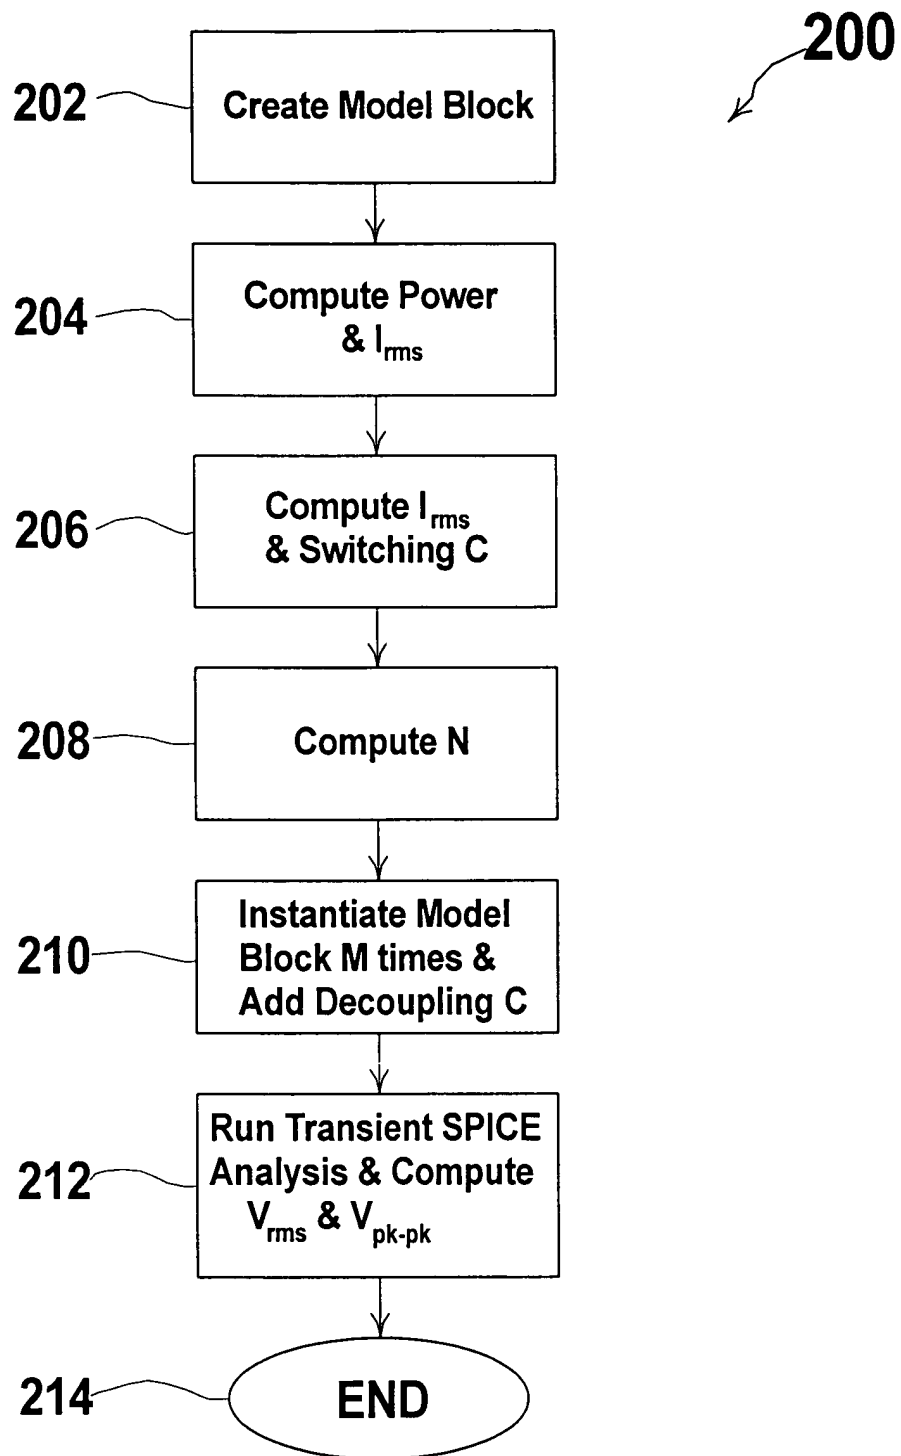 200
202
Create Model Block
204
Compute Power
& Irms
206
Compute Irms
& Switching C
208
Compute N
210
Instantiate Model
Block M times &
Add Decoupling C
212
Run Transient SPICE
Analysis & Compute
Vrms & Vpk-pk
214
END